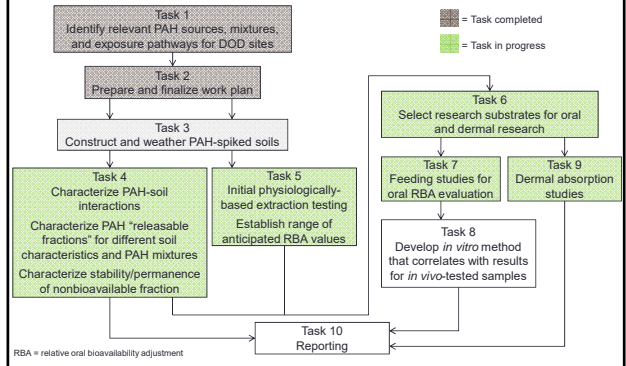 Task 1
Identify relevant PAH sources, mixtures,
and exposure pathways for DOD sites
= Task completed
= Task in progress
Task 2
Prepare and finalize work plan
Task 3
Construct and weather PAH-spiked soils
Task 4
Characterize PAH-soil
interactions
Characterize PAH “releasable
fractions” for different soil
characteristics and PAH mixtures
Characterize stability/permanence
of nonbioavailable fraction
Task 5
Initial physiologically-
based extraction testing
Establish range of
anticipated RBA values
Task 6
Select research substrates for oral
and dermal research
Task 7
Feeding studies for
oral RBA evaluation
Task 9
Dermal absorption
studies
Task 8
Develop in vitro method
that correlates with results
for in vivo-tested samples
Task 10
Reporting
RBA = relative oral bioavailability adjustment